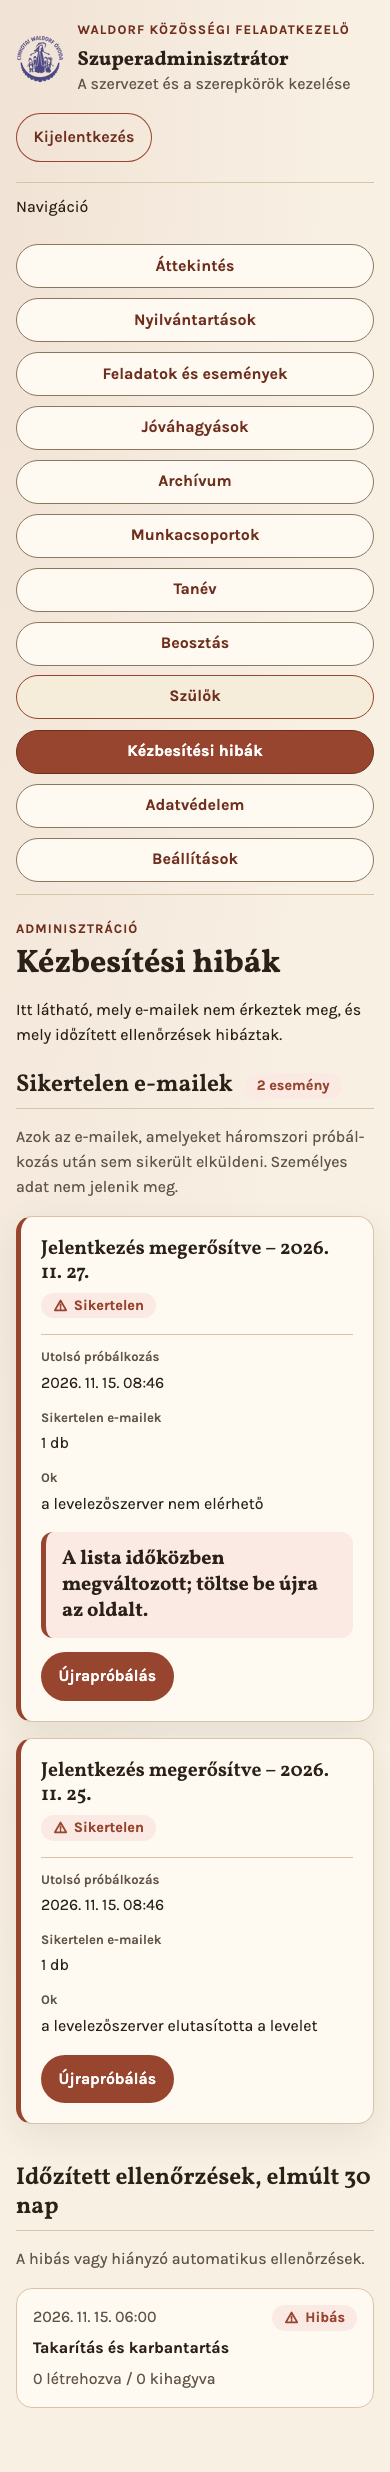 WALDORF KÖZÖSSÉGI FELADATKEZELŐ
Szuperadminisztrátor
A szervezet és a szerepkörök kezelése
Kijelentkezés
Navigáció
Áttekintés
Nyilvántartások
Feladatok és események
Jóváhagyások
Archívum
Munkacsoportok
Tanév
Beosztás
Szülők
Kézbesítési hibák
Adatvédelem
Beállítások
ADMINISZTRÁCIÓ
Kézbesítési hibák
Itt látható, mely e-mailek nem érkeztek meg, és
mely időzített ellenőrzések hibáztak.
Sikertelen e-mailek 2 esemény
Azok az e-mailek, amelyeket háromszori próbál-
kozás után sem sikerült elküldeni. Személyes
adat nem jelenik meg.
Jelentkezés megerősítve – 2026.
11. 27.
Sikertelen
Utolsó próbálkozás
2026. 11. 15. 08:46
Sikertelen e-mailek
1 db
Ok
a levelezőszerver nem elérhető
A lista időközben
megváltozott; töltse be újra
az oldalt.
Újrapróbálás
Jelentkezés megerősítve – 2026.
11. 25.
Sikertelen
Utolsó próbálkozás
2026. 11. 15. 08:46
Sikertelen e-mailek
1 db
Ok
a levelezőszerver elutasította a levelet
Újrapróbálás
Időzített ellenőrzések, elmúlt 30
nap
A hibás vagy hiányzó automatikus ellenőrzések.
2026. 11. 15. 06:00 Hibás
Takarítás és karbantartás
0 létrehozva / 0 kihagyva